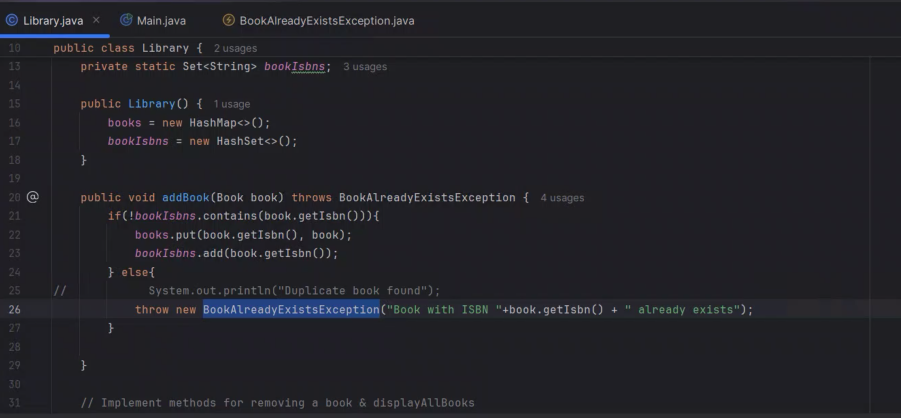 Library.java × Main.java BookAlreadyExistsException.java
10 public class Library { 2 usages
13 private static Set<String> bookIsbns; 3 usages
14
15 public Library() { 1 usage
16 books = new HashMap<>();
17 bookIsbns = new HashSet<>();
18 }
19
20 @ public void addBook(Book book) throws BookAlreadyExistsException { 4 usages
21 if(!bookIsbns.contains(book.getIsbn())){
22 books.put(book.getIsbn(), book);
23 bookIsbns.add(book.getIsbn());
24 } else{
25 // System.out.println("Duplicate book found");
26 throw new BookAlreadyExistsException("Book with ISBN "+book.getIsbn() + " already exists");
27 }
28
29 }
30
31 // Implement methods for removing a book & displayAllBooks